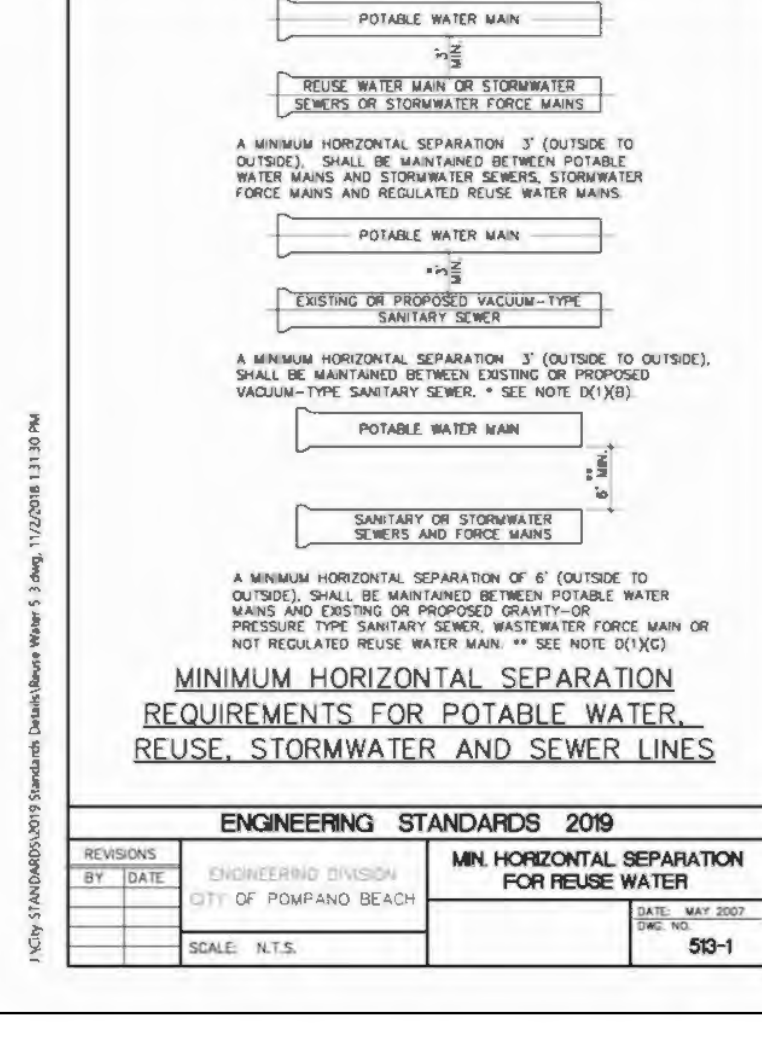 POTABLE WATER MAIN
3'
MIN.
REUSE WATER MAIN OR STORMWATER
SEWERS OR STORMWATER FORCE MAINS
A MINIMUM HORIZONTAL SEPARATION 3' (OUTSIDE TO
OUTSIDE), SHALL BE MAINTAINED BETWEEN POTABLE
WATER MAINS AND STORMWATER SEWERS, STORMWATER
FORCE MAINS AND REGULATED REUSE WATER MAINS.
POTABLE WATER MAIN
*3'
MIN.
EXISTING OR PROPOSED VACUUM-TYPE
SANITARY SEWER
A MINIMUM HORIZONTAL SEPARATION 3' (OUTSIDE TO OUTSIDE),
SHALL BE MAINTAINED BETWEEN EXISTING OR PROPOSED
VACUUM-TYPE SANITARY SEWER. * SEE NOTE D(1)(B)
POTABLE WATER MAIN
**
6' MIN.
SANITARY OR STORMWATER
SEWERS AND FORCE MAINS
A MINIMUM HORIZONTAL SEPARATION OF 6' (OUTSIDE TO
OUTSIDE), SHALL BE MAINTAINED BETWEEN POTABLE WATER
MAINS AND EXISTING OR PROPOSED GRAVITY-OR
PRESSURE TYPE SANITARY SEWER, WASTEWATER FORCE MAIN OR
NOT REGULATED REUSE WATER MAIN. ** SEE NOTE D(1)(C)
MINIMUM HORIZONTAL SEPARATION
REQUIREMENTS FOR POTABLE WATER,
REUSE, STORMWATER AND SEWER LINES
J:\City STANDARDS\2019 Standards Details\Reuse Water 5_3.dwg, 11/2/2018 1:31:30 PM
ENGINEERING STANDARDS 2019
REVISIONS
BY DATE
ENGINEERING DIVISION
CITY OF POMPANO BEACH
SCALE: N.T.S.
MIN. HORIZONTAL SEPARATION
FOR REUSE WATER
DATE: MAY 2007
DWG. NO.
513-1